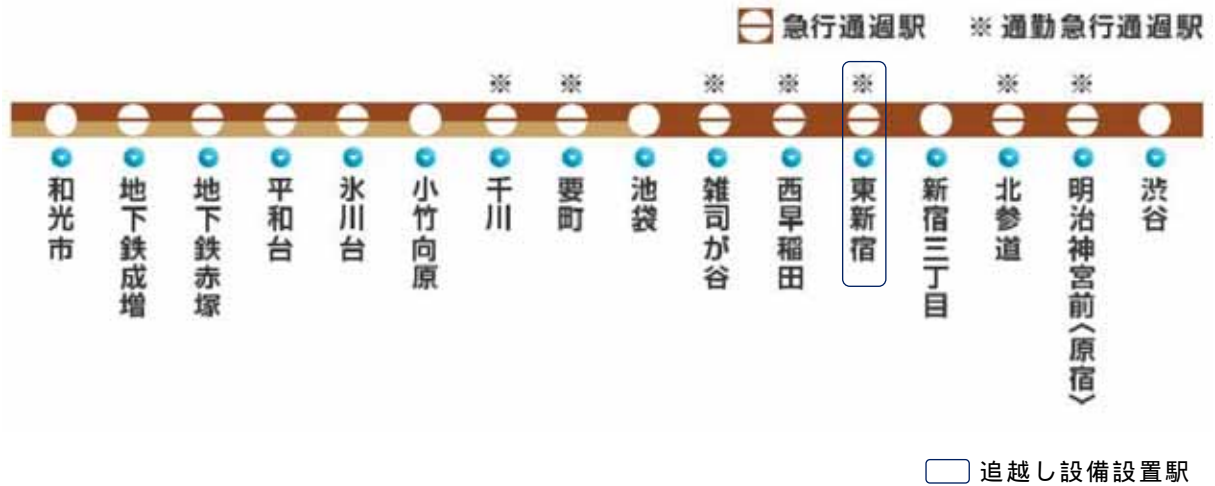 急行通過駅 ※通勤急行通過駅
※ ※ ※ ※ ※ ※ ※
和光市
地下鉄成増
地下鉄赤塚
平和台
氷川台
小竹向原
千川
要町
池袋
雑司が谷
西早稲田
東新宿
新宿三丁目
北参道
明治神宮前〈原宿〉
渋谷
追越し設備設置駅